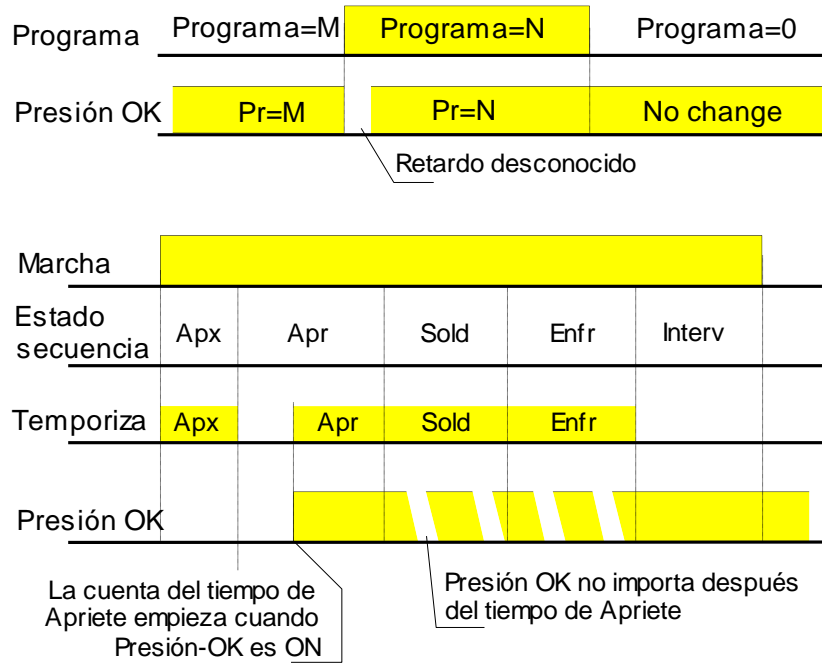 Programa Programa=M Programa=N Programa=0
Presión OK Pr=M Pr=N No change
Retardo desconocido
Marcha
Estado
secuencia Apx Apr Sold Enfr Interv
Temporiza Apx Apr Sold Enfr
Presión OK
La cuenta del tiempo de
Apriete empieza cuando
Presión-OK es ON
Presión OK no importa después
del tiempo de Apriete